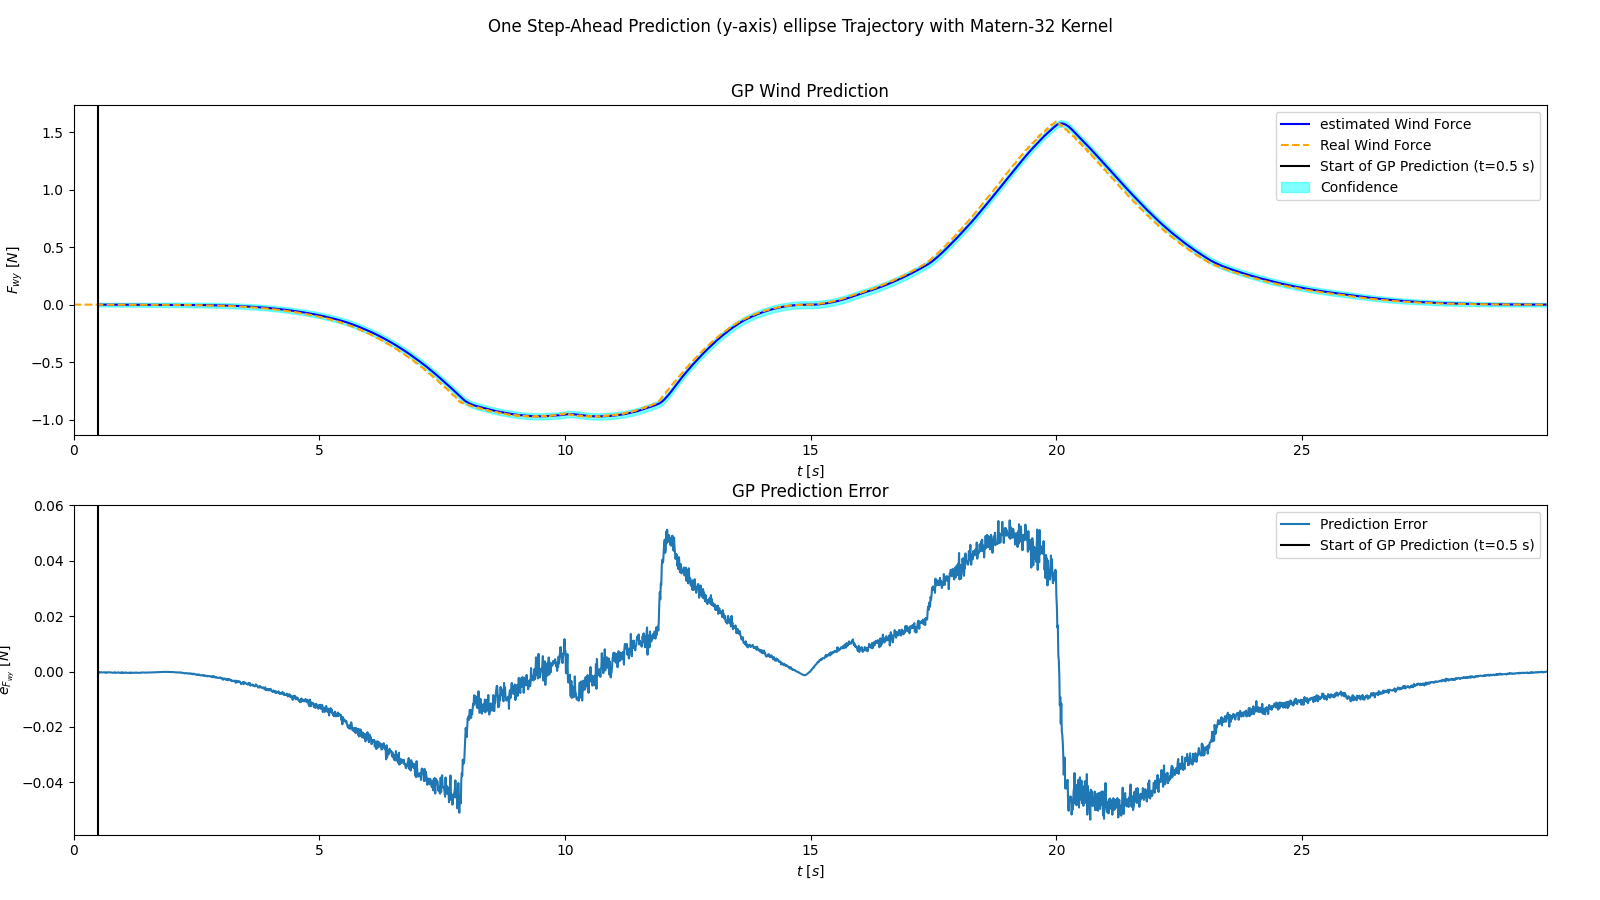 One Step-Ahead Prediction (y-axis) ellipse Trajectory with Matern-32 Kernel
GP Wind Prediction
1.5
1.0
0.5
0.0
−0.5
−1.0
F_wy [N]
estimated Wind Force
Real Wind Force
Start of GP Prediction (t=0.5 s)
Confidence
0 5 10 15 20 25
t [s]
GP Prediction Error
0.06
0.04
0.02
0.00
−0.02
−0.04
e_F_wy [N]
Prediction Error
Start of GP Prediction (t=0.5 s)
0 5 10 15 20 25
t [s]